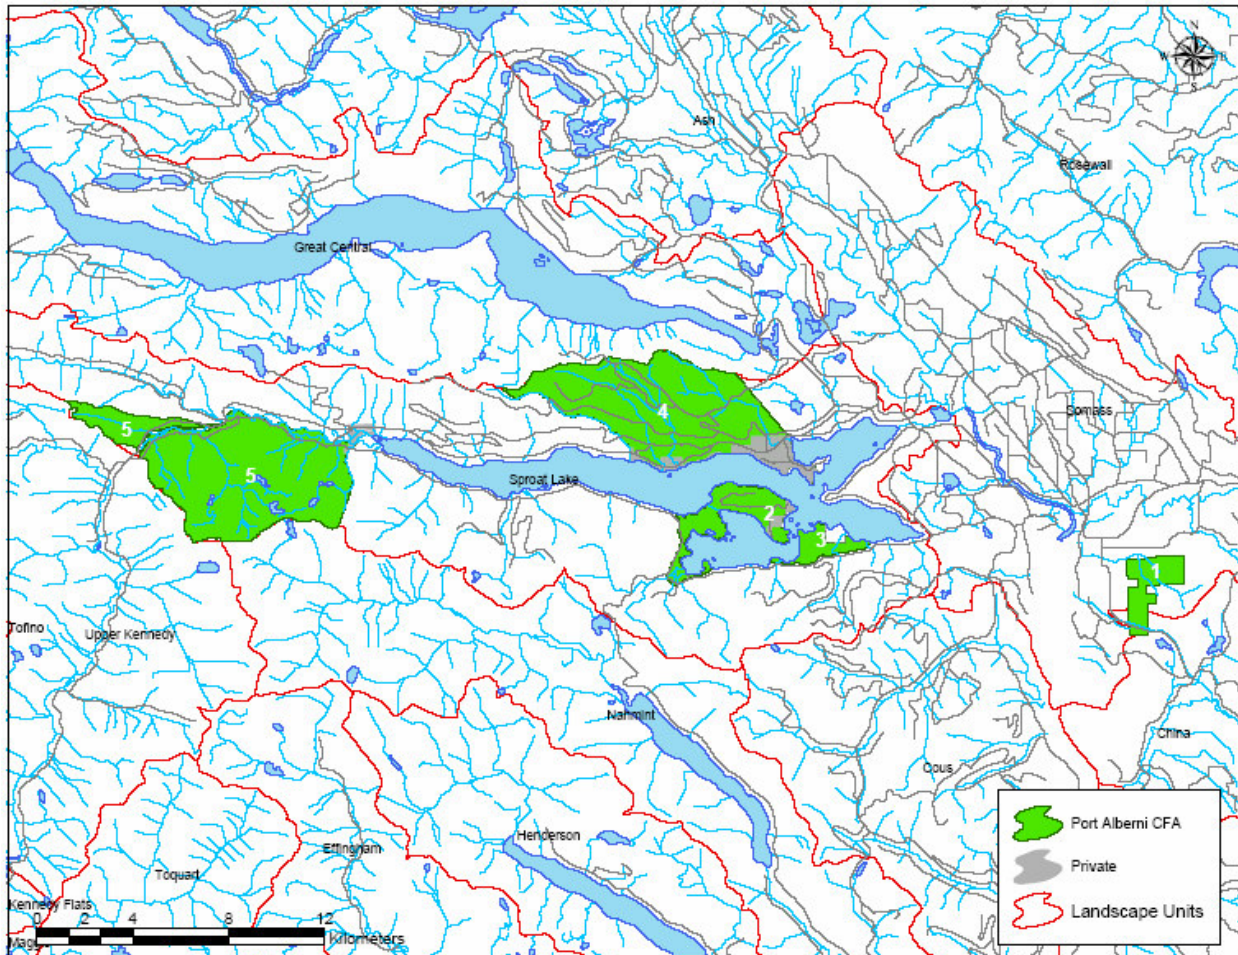 N
W E
S
Ash
Rosewall
Great Central
Somass
4
5
5
Sproat Lake
2
3
1
Tofino
Upper Kennedy
Nahmint
China
Cous
Port Alberni CFA
Henderson
Effingham
Private
Toquart
Kennedy Flats
Landscape Units
0 2 4 8 12
Kilometers